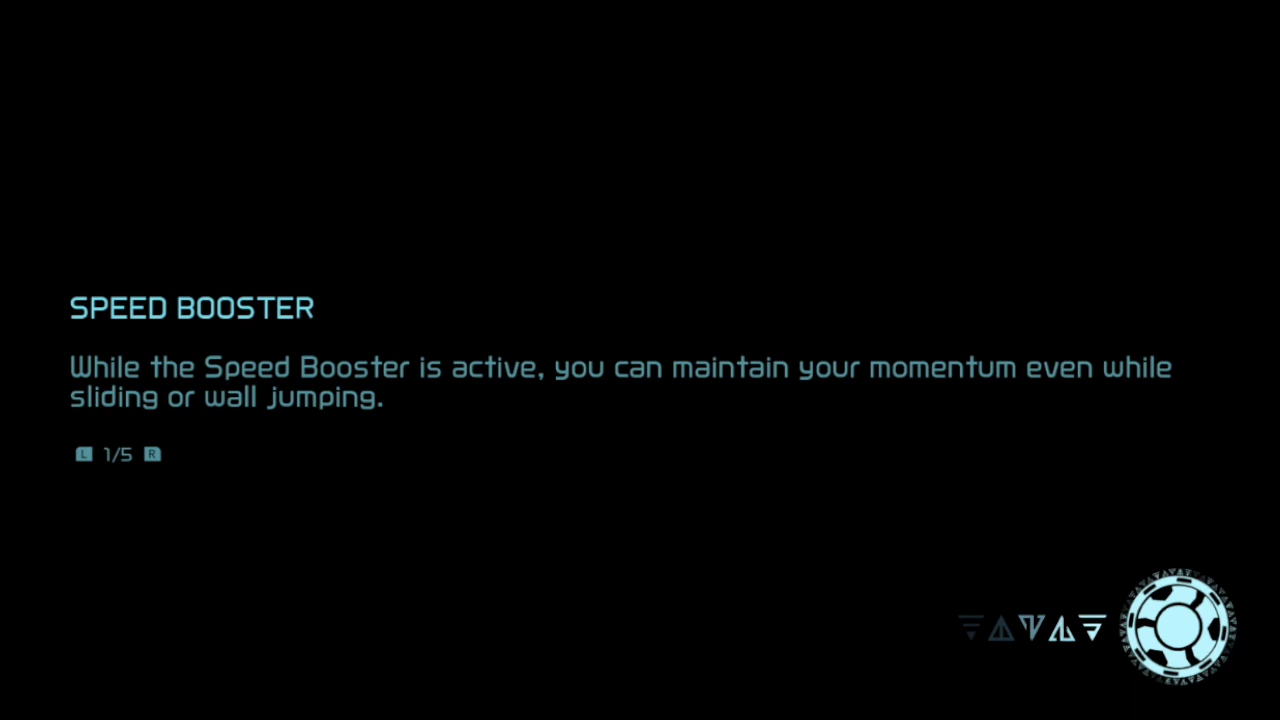 SPEED BOOSTER
While the Speed Booster is active, you can maintain your momentum even while
sliding or wall jumping.
L 1/5 R